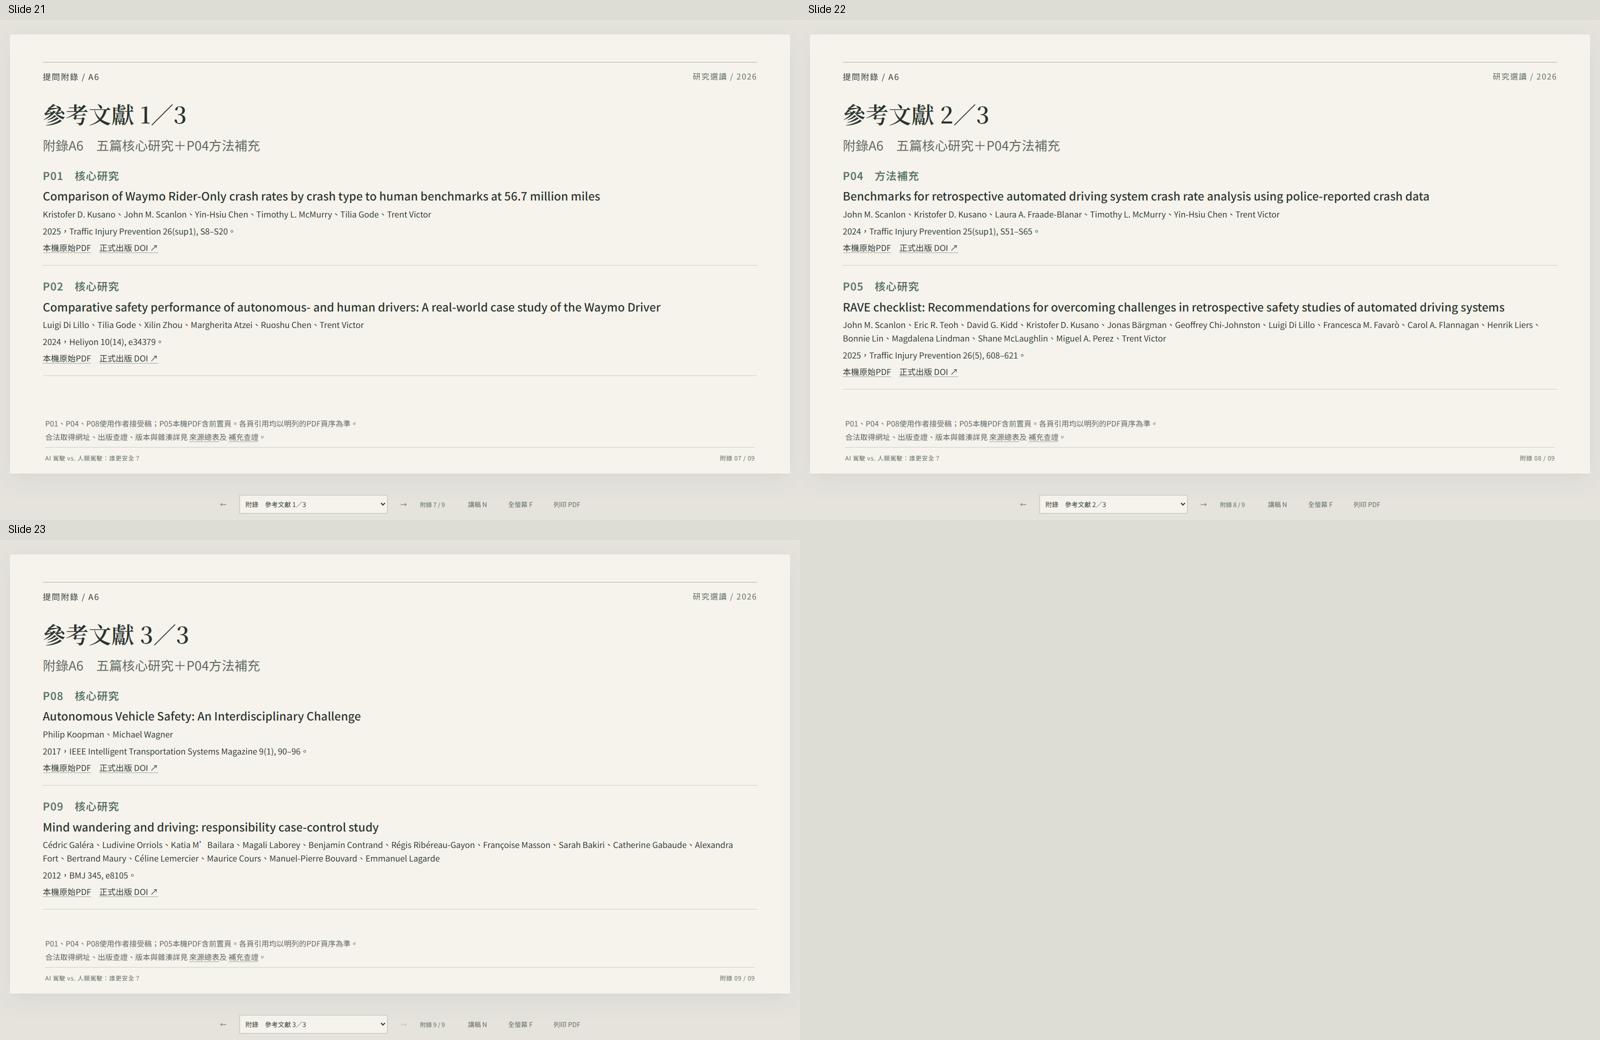 Slide 21
提問附錄 / A6
研究選讀 / 2026
參考文獻 1／3
附錄A6　五篇核心研究＋P04方法補充
P01　核心研究
Comparison of Waymo Rider-Only crash rates by crash type to human benchmarks at 56.7 million miles
Kristofer D. Kusano、John M. Scanlon、Yin-Hsiu Chen、Timothy L. McMurry、Tilia Gode、Trent Victor
2025，Traffic Injury Prevention 26(sup1), S8–S20。
本機原始PDF　正式出版 DOI ↗
P02　核心研究
Comparative safety performance of autonomous- and human drivers: A real-world case study of the Waymo Driver
Luigi Di Lillo、Tilia Gode、Xilin Zhou、Margherita Atzei、Ruoshu Chen、Trent Victor
2024，Heliyon 10(14), e34379。
本機原始PDF　正式出版 DOI ↗
P01、P04、P08使用作者接受稿；P05本機PDF含前置頁。各頁引用均以明列的PDF頁序為準。
合法取得網址、出版查證、版本與雜湊詳見 來源總表及 補充查證。
AI 駕駛 vs. 人類駕駛：誰更安全？
附錄 07 / 09
← 附錄　參考文獻 1／3 → 附錄 7 / 9 講稿 N 全螢幕 F 列印 PDF
Slide 22
提問附錄 / A6
研究選讀 / 2026
參考文獻 2／3
附錄A6　五篇核心研究＋P04方法補充
P04　方法補充
Benchmarks for retrospective automated driving system crash rate analysis using police-reported crash data
John M. Scanlon、Kristofer D. Kusano、Laura A. Fraade-Blanar、Timothy L. McMurry、Yin-Hsiu Chen、Trent Victor
2024，Traffic Injury Prevention 25(sup1), S51–S65。
本機原始PDF　正式出版 DOI ↗
P05　核心研究
RAVE checklist: Recommendations for overcoming challenges in retrospective safety studies of automated driving systems
John M. Scanlon、Eric R. Teoh、David G. Kidd、Kristofer D. Kusano、Jonas Bärgman、Geoffrey Chi-Johnston、Luigi Di Lillo、Francesca M. Favarò、Carol A. Flannagan、Henrik Liers、
Bonnie Lin、Magdalena Lindman、Shane McLaughlin、Miguel A. Perez、Trent Victor
2025，Traffic Injury Prevention 26(5), 608–621。
本機原始PDF　正式出版 DOI ↗
P01、P04、P08使用作者接受稿；P05本機PDF含前置頁。各頁引用均以明列的PDF頁序為準。
合法取得網址、出版查證、版本與雜湊詳見 來源總表及 補充查證。
AI 駕駛 vs. 人類駕駛：誰更安全？
附錄 08 / 09
← 附錄　參考文獻 2／3 → 附錄 8 / 9 講稿 N 全螢幕 F 列印 PDF
Slide 23
提問附錄 / A6
研究選讀 / 2026
參考文獻 3／3
附錄A6　五篇核心研究＋P04方法補充
P08　核心研究
Autonomous Vehicle Safety: An Interdisciplinary Challenge
Philip Koopman、Michael Wagner
2017，IEEE Intelligent Transportation Systems Magazine 9(1), 90–96。
本機原始PDF　正式出版 DOI ↗
P09　核心研究
Mind wandering and driving: responsibility case-control study
Cédric Galéra、Ludivine Orriols、Katia M’Bailara、Magali Laborey、Benjamin Contrand、Régis Ribéreau-Gayon、Françoise Masson、Sarah Bakiri、Catherine Gabaude、Alexandra
Fort、Bertrand Maury、Céline Lemercier、Maurice Cours、Manuel-Pierre Bouvard、Emmanuel Lagarde
2012，BMJ 345, e8105。
本機原始PDF　正式出版 DOI ↗
P01、P04、P08使用作者接受稿；P05本機PDF含前置頁。各頁引用均以明列的PDF頁序為準。
合法取得網址、出版查證、版本與雜湊詳見 來源總表及 補充查證。
AI 駕駛 vs. 人類駕駛：誰更安全？
附錄 09 / 09
← 附錄　參考文獻 3／3 → 附錄 9 / 9 講稿 N 全螢幕 F 列印 PDF